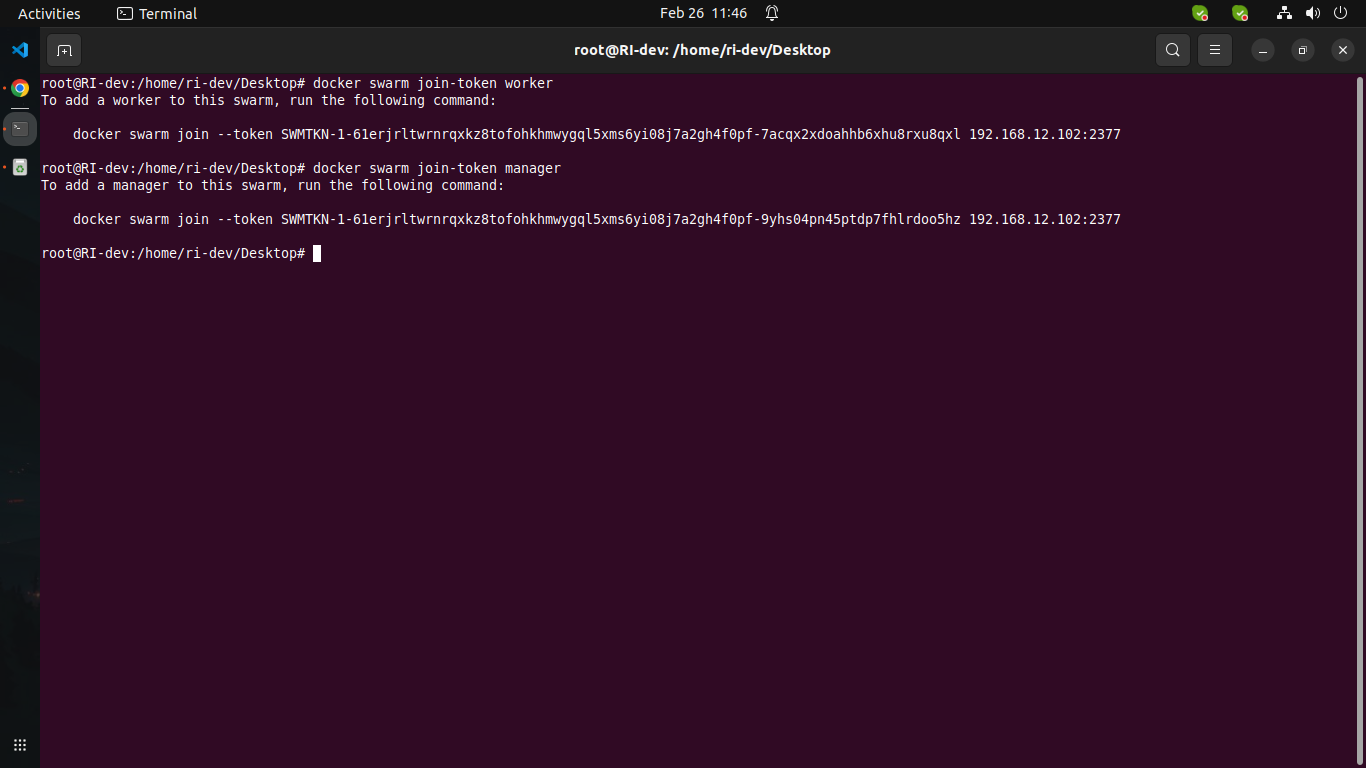 Activities
Terminal
Feb 26 11:46
root@RI-dev: /home/ri-dev/Desktop
root@RI-dev:/home/ri-dev/Desktop# docker swarm join-token worker
To add a worker to this swarm, run the following command:
docker swarm join --token SWMTKN-1-61erjrltwrnrqxkz8tofohkhmwygql5xms6yi08j7a2gh4f0pf-7acqx2xdoahhb6xhu8rxu8qxl 192.168.12.102:2377
root@RI-dev:/home/ri-dev/Desktop# docker swarm join-token manager
To add a manager to this swarm, run the following command:
docker swarm join --token SWMTKN-1-61erjrltwrnrqxkz8tofohkhmwygql5xms6yi08j7a2gh4f0pf-9yhs04pn45ptdp7fhlrdoo5hz 192.168.12.102:2377
root@RI-dev:/home/ri-dev/Desktop#